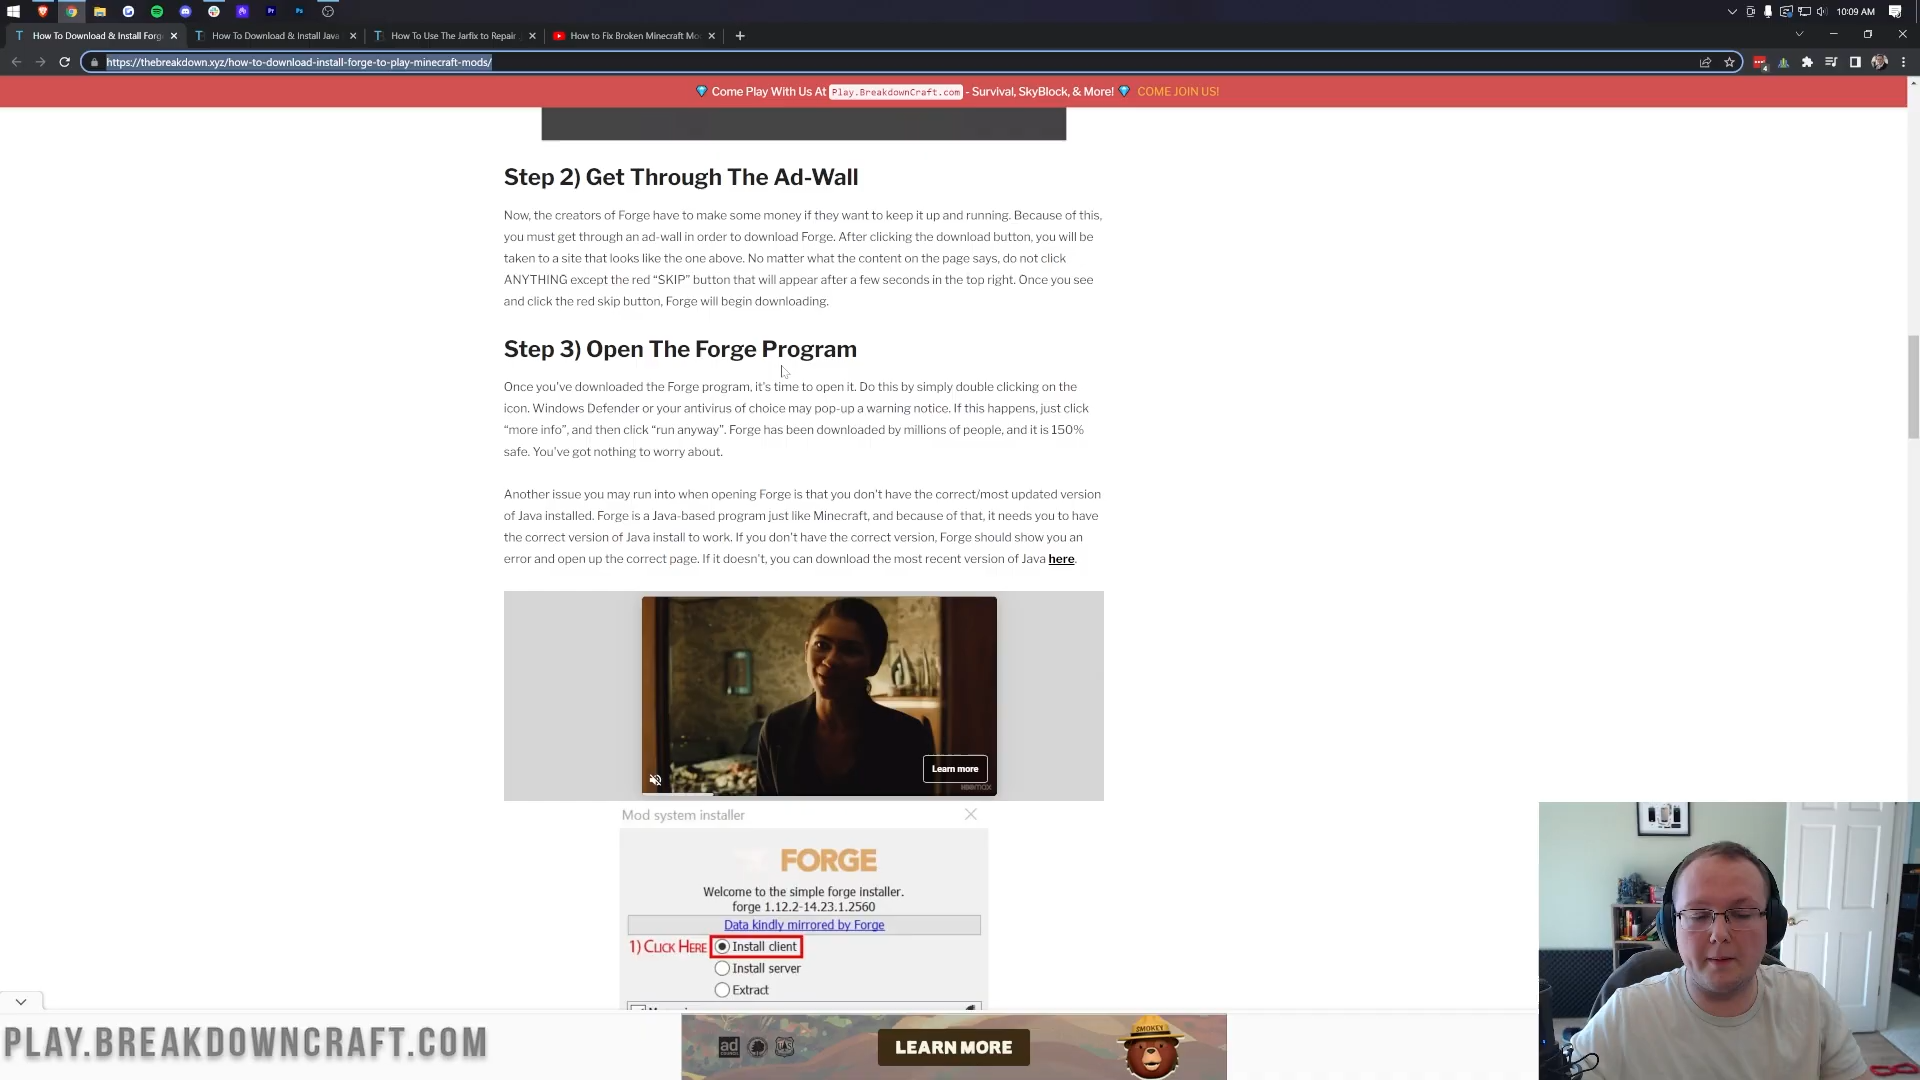 10:09 AM
How To Download & Install Forg
How To Download & Install Java
How To Use The Jarfix to Repair
How to Fix Broken Minecraft Mo
https://thebreakdown.xyz/how-to-download-install-forge-to-play-minecraft-mods/
Come Play With Us At Play.BreakdownCraft.com - Survival, SkyBlock, & More! COME JOIN US!
Step 2) Get Through The Ad-Wall
Now, the creators of Forge have to make some money if they want to keep it up and running. Because of this,
you must get through an ad-wall in order to download Forge. After clicking the download button, you will be
taken to a site that looks like the one above. No matter what the content on the page says, do not click
ANYTHING except the red “SKIP” button that will appear after a few seconds in the top right. Once you see
and click the red skip button, Forge will begin downloading.
Step 3) Open The Forge Program
Once you've downloaded the Forge program, it's time to open it. Do this by simply double clicking on the
icon. Windows Defender or your antivirus of choice may pop-up a warning notice. If this happens, just click
“more info”, and then click “run anyway”. Forge has been downloaded by millions of people, and it is 150%
safe. You've got nothing to worry about.
Another issue you may run into when opening Forge is that you don't have the correct/most updated version
of Java installed. Forge is a Java-based program just like Minecraft, and because of that, it needs you to have
the correct version of Java install to work. If you don't have the correct version, Forge should show you an
error and open up the correct page. If it doesn't, you can download the most recent version of Java here.
Learn more
HBOMAX
Mod system installer
FORGE
Welcome to the simple forge installer.
forge 1.12.2-14.23.1.2560
Data kindly mirrored by Forge
1) CLICK HERE Install client
Install server
Extract
PLAY.BREAKDOWNCRAFT.COM
ad
LEARN MORE
SMOKEY